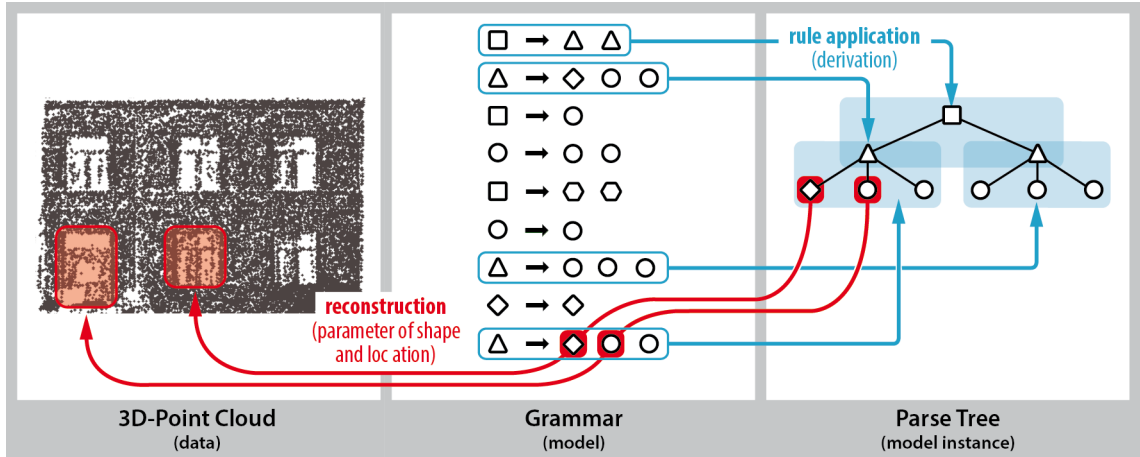 rule application
(derivation)
reconstruction
(parameter of shape
and loc ation)
3D-Point Cloud
(data)
Grammar
(model)
Parse Tree
(model instance)